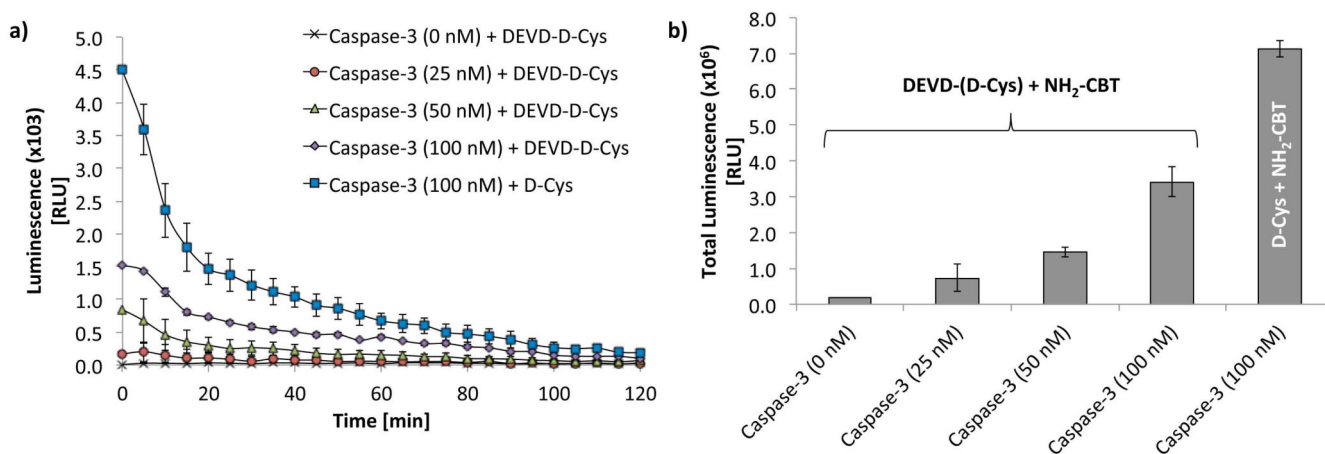 a)
5.0
4.5
4.0
3.5
3.0
2.5
2.0
1.5
1.0
0.5
0.0
Luminescence (x103)
[RLU]
0 20 40 60 80 100 120
Time [min]
Caspase-3 (0 nM) + DEVD-D-Cys
Caspase-3 (25 nM) + DEVD-D-Cys
Caspase-3 (50 nM) + DEVD-D-Cys
Caspase-3 (100 nM) + DEVD-D-Cys
Caspase-3 (100 nM) + D-Cys
b)
8.0
7.0
6.0
5.0
4.0
3.0
2.0
1.0
0.0
Total Luminescence (x10⁶)
[RLU]
DEVD-(D-Cys) + NH₂-CBT
D-Cys + NH₂-CBT
Caspase-3 (0 nM)
Caspase-3 (25 nM)
Caspase-3 (50 nM)
Caspase-3 (100 nM)
Caspase-3 (100 nM)